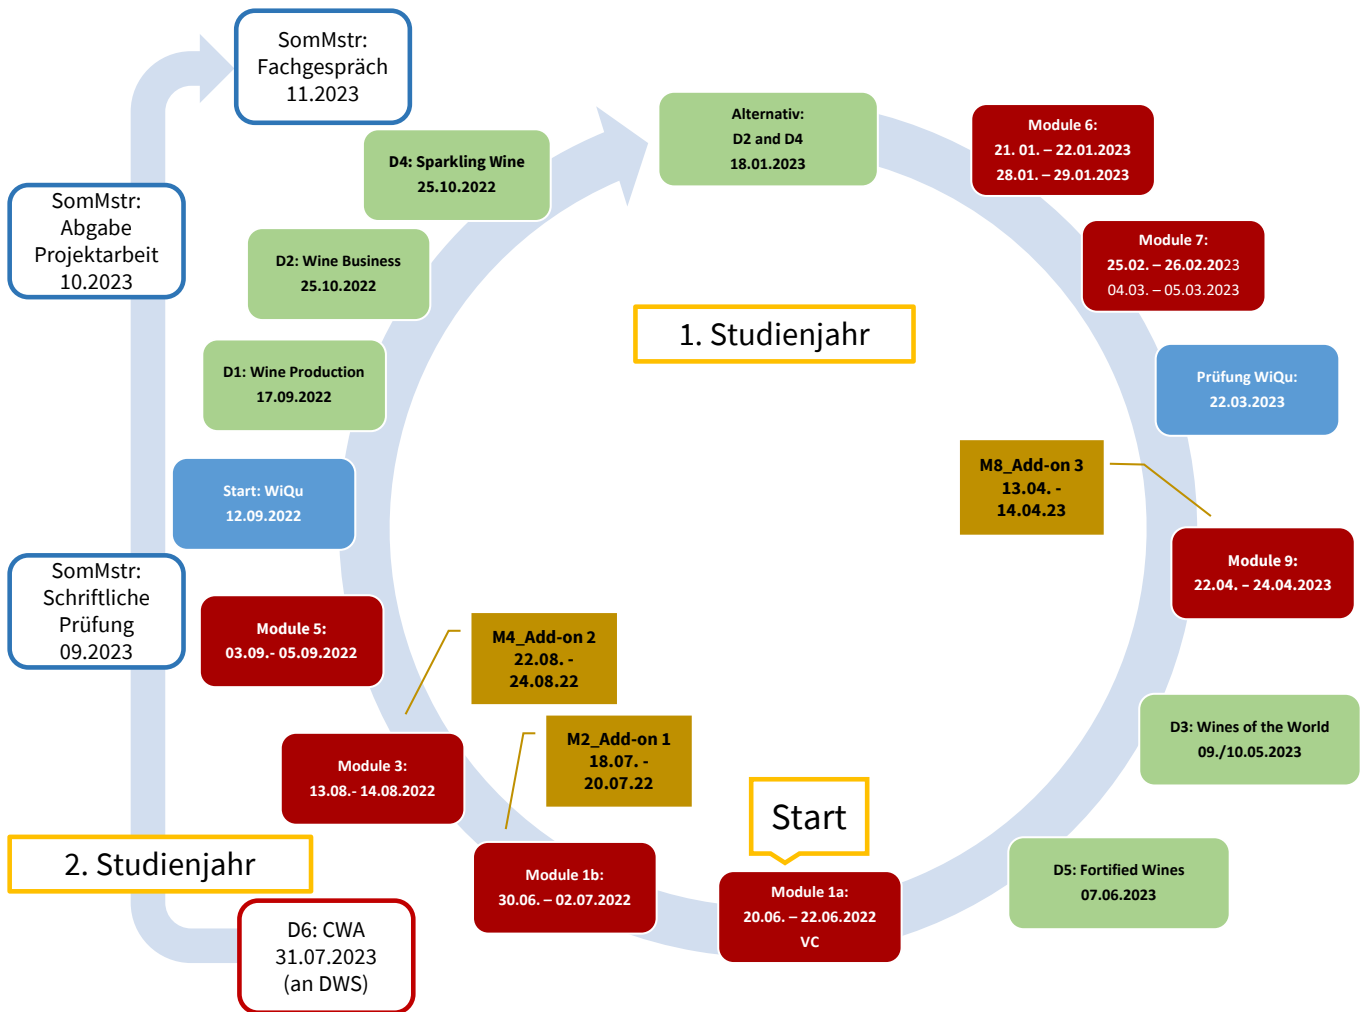 SomMstr:
Fachgespräch
11.2023
SomMstr:
Abgabe
Projektarbeit
10.2023
SomMstr:
Schriftliche
Prüfung
09.2023
2. Studienjahr
D6: CWA
31.07.2023
(an DWS)
1. Studienjahr
Start
Module 1a:
20.06. – 22.06.2022
VC
Module 1b:
30.06. – 02.07.2022
M2_Add-on 1
18.07. -
20.07.22
Module 3:
13.08.- 14.08.2022
M4_Add-on 2
22.08. -
24.08.22
Module 5:
03.09.- 05.09.2022
Start: WiQu
12.09.2022
D1: Wine Production
17.09.2022
D2: Wine Business
25.10.2022
D4: Sparkling Wine
25.10.2022
Alternativ:
D2 and D4
18.01.2023
Module 6:
21. 01. – 22.01.2023
28.01. – 29.01.2023
Module 7:
25.02. – 26.02.2023
04.03. – 05.03.2023
Prüfung WiQu:
22.03.2023
M8_Add-on 3
13.04. -
14.04.23
Module 9:
22.04. – 24.04.2023
D3: Wines of the World
09./10.05.2023
D5: Fortified Wines
07.06.2023